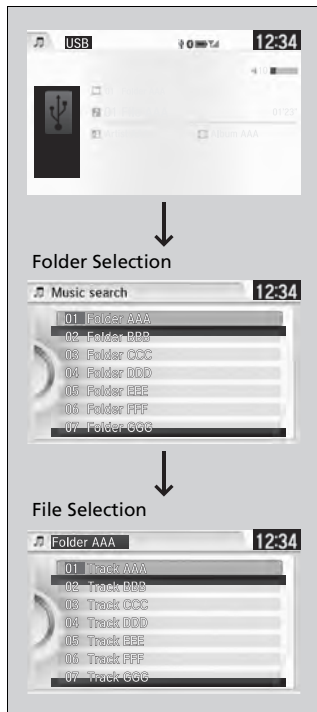 USB
12:34
Album AAA
Folder Selection
Music search
12:34
01 Folder AAA
02 Folder BBB
03 Folder CCC
04 Folder DDD
05 Folder EEE
06 Folder FFF
07 Folder GGG
File Selection
Folder AAA
12:34
01 Track AAA
02 Track BBB
03 Track CCC
04 Track DDD
05 Track EEE
06 Track FFF
07 Track GGG